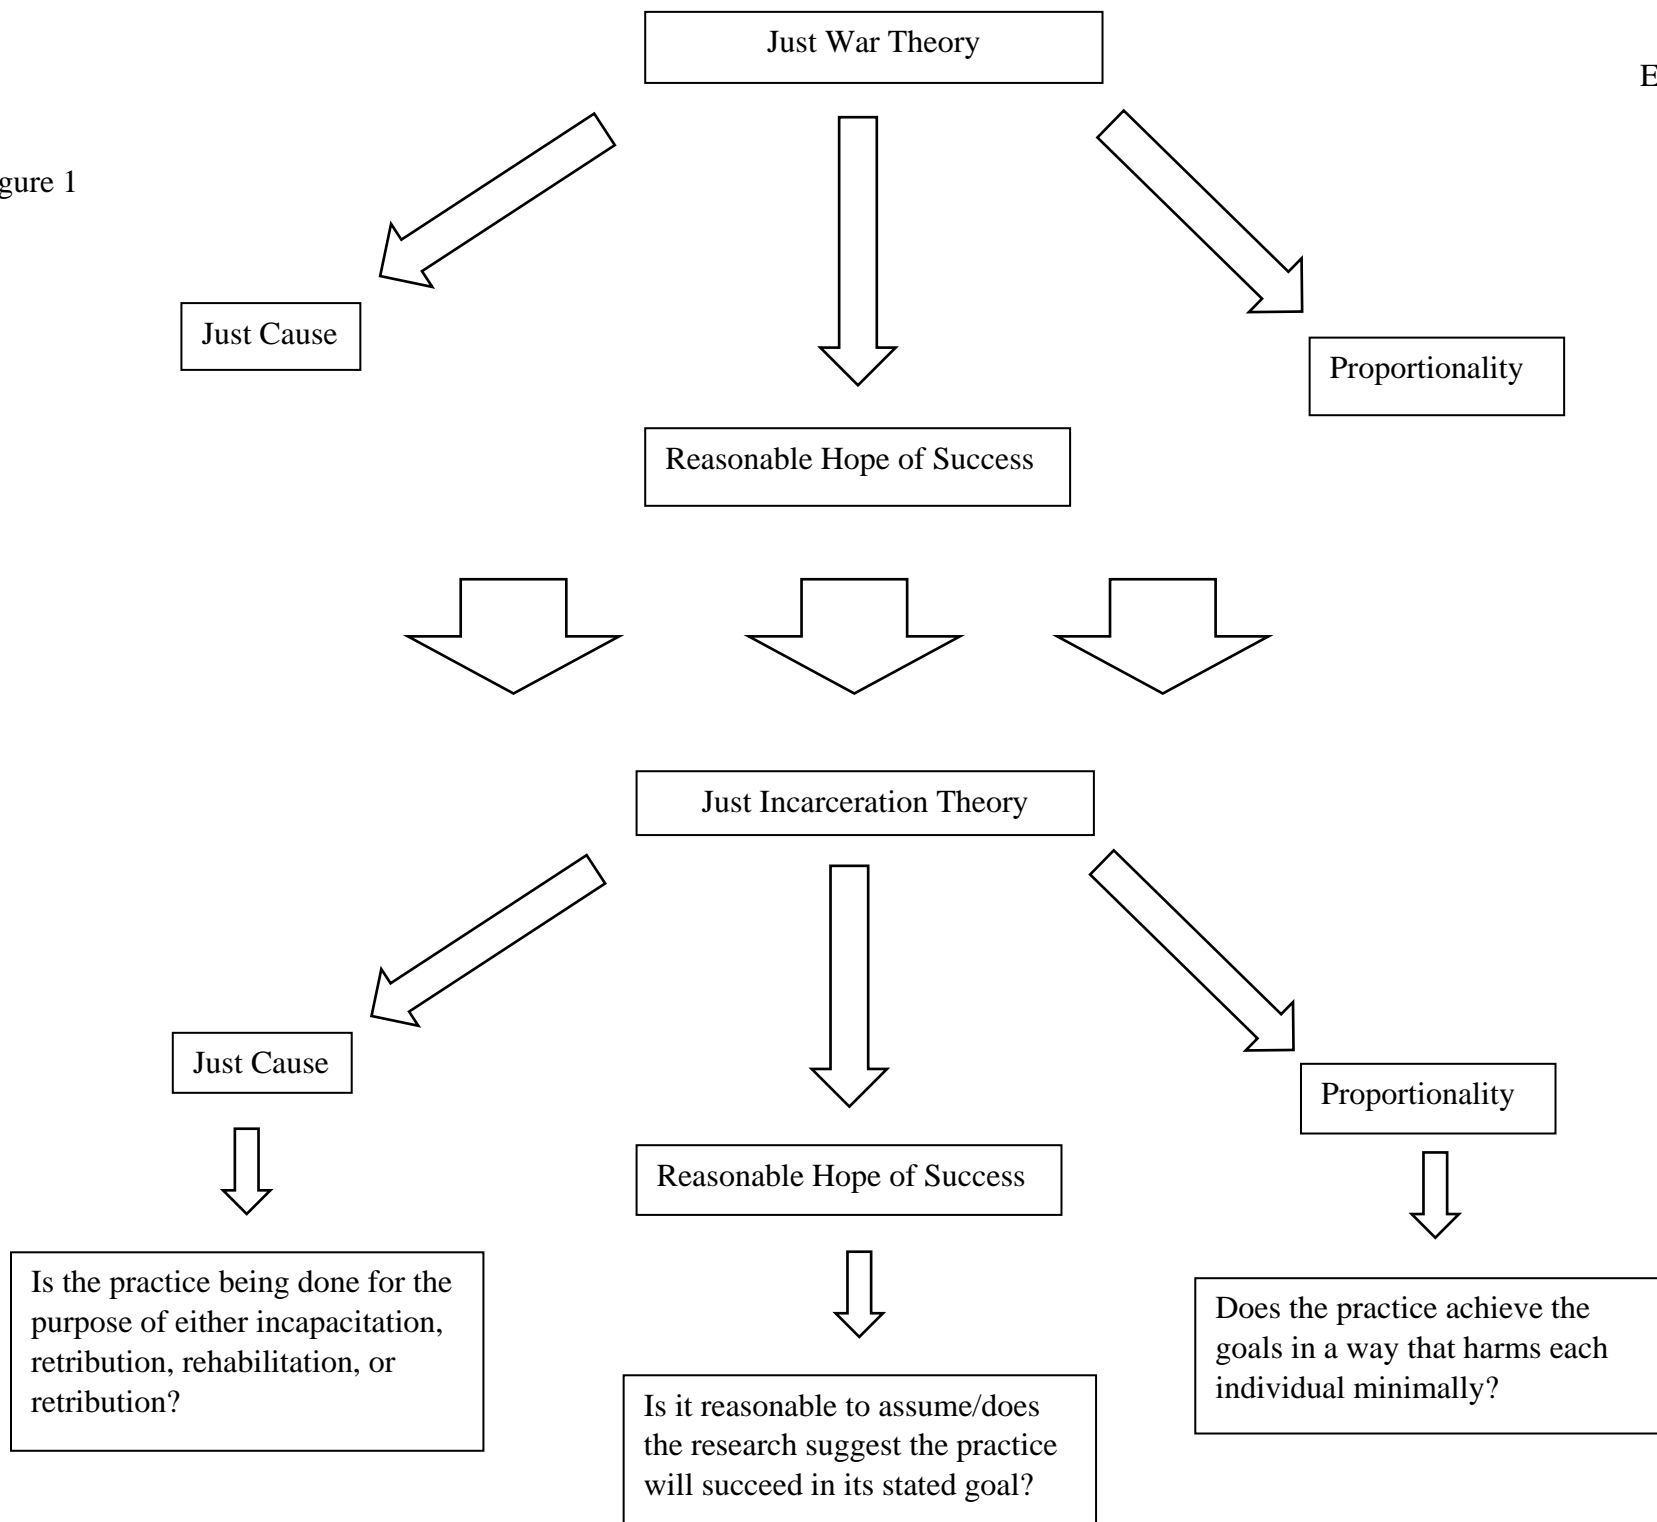 Just War Theory
E
gure 1
Just Cause
Proportionality
Reasonable Hope of Success
Just Incarceration Theory
Just Cause
Proportionality
Reasonable Hope of Success
Is the practice being done for the
purpose of either incapacitation,
retribution, rehabilitation, or
retribution?
Does the practice achieve the
goals in a way that harms each
individual minimally?
Is it reasonable to assume/does
the research suggest the practice
will succeed in its stated goal?